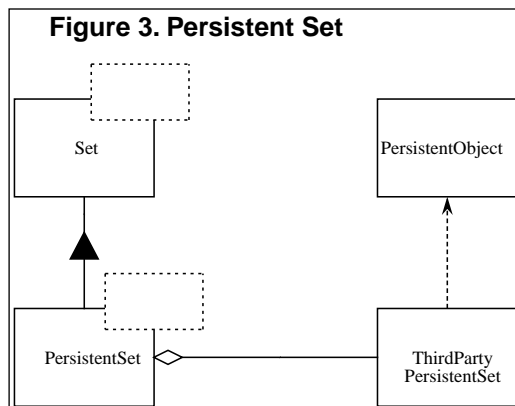 Figure 3. Persistent Set
Set
PersistentObject
PersistentSet
ThirdParty
PersistentSet